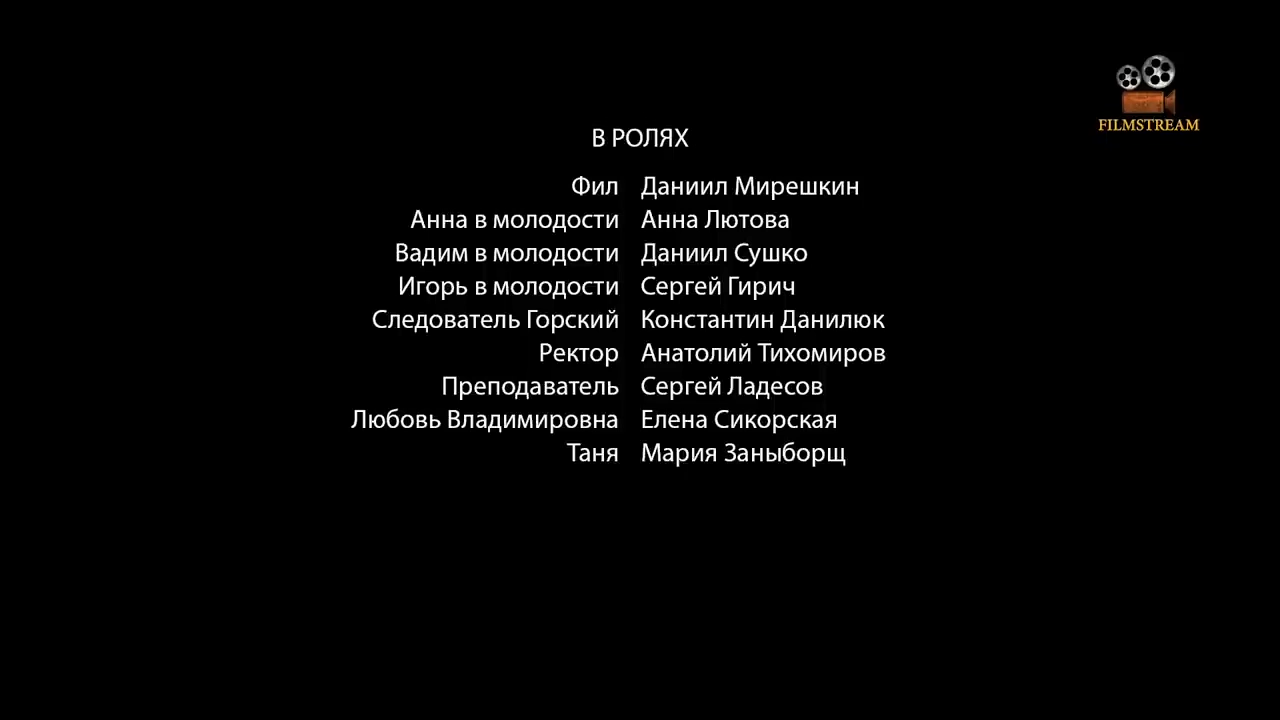 FILMSTREAM
В РОЛЯХ
Фил Даниил Мирешкин
Анна в молодости Анна Лютова
Вадим в молодости Даниил Сушко
Игорь в молодости Сергей Гирич
Следователь Горский Константин Данилюк
Ректор Анатолий Тихомиров
Преподаватель Сергей Ладесов
Любовь Владимировна Елена Сикорская
Таня Мария Заныборщ